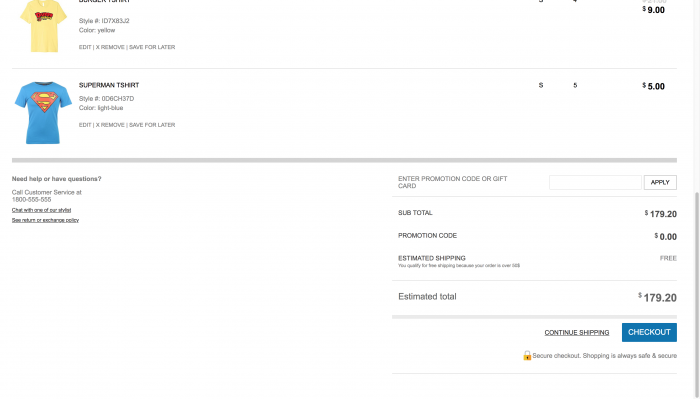 BURGER TSHIRT S 4
$ 9.00
Style #: ID7X83J2
Color: yellow
EDIT | X REMOVE | SAVE FOR LATER
SUPERMAN TSHIRT S 5 $ 5.00
Style #: 0D6CH37D
Color: light-blue
EDIT | X REMOVE | SAVE FOR LATER
Need help or have questions?
Call Customer Service at
1800-555-555
Chat with one of our stylist
See return or exchange policy
ENTER PROMOTION CODE OR GIFT
CARD
APPLY
SUB TOTAL $ 179.20
PROMOTION CODE $ 0.00
ESTIMATED SHIPPING FREE
You qualify for free shipping because your order is over 50$
Estimated total $ 179.20
CONTINUE SHIPPING CHECKOUT
Secure checkout. Shopping is always safe & secure